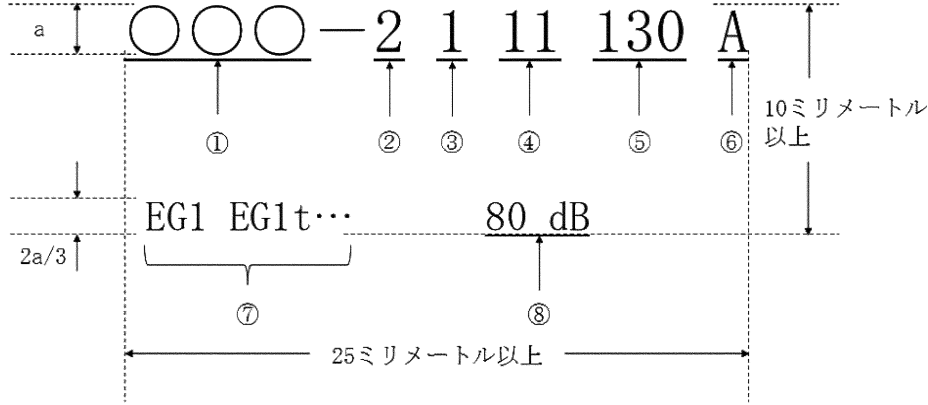 a
○○○－2 1 11 130 A
① ② ③ ④ ⑤ ⑥
10ミリメートル
以上
EG1 EG1t… 80 dB
2a/3
⑦ ⑧
25ミリメートル以上